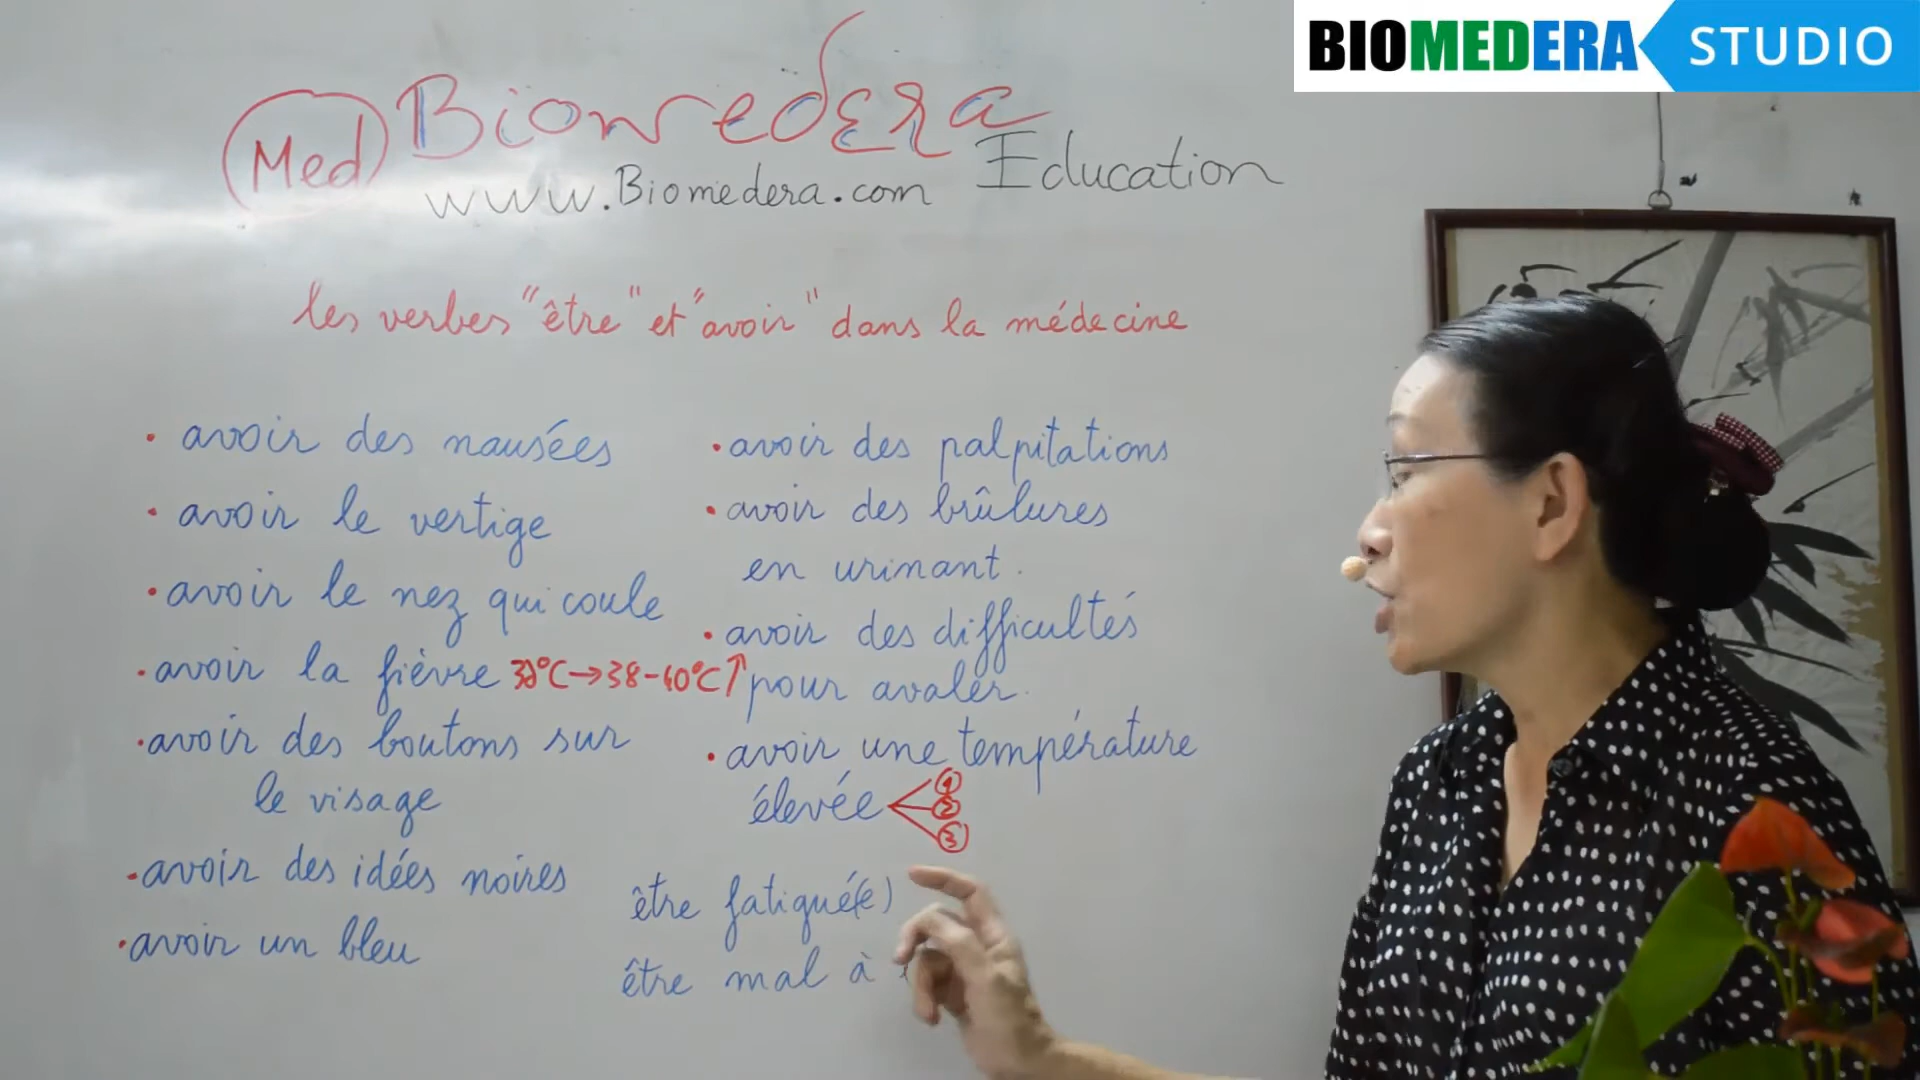 BIOMEDERA STUDIO
Med
Biomedera
Education
www.Biomedera.com
les verbes "être" et "avoir" dans la médecine
• avoir des nausées
• avoir le vertige
• avoir le nez qui coule
• avoir la fièvre 38-40°C ↑
• avoir des boutons sur
le visage
• avoir des idées noires
• avoir un bleu
• avoir des palpitations
• avoir des brûlures
en urinant.
• avoir des difficultés
pour avaler.
• avoir une température
élevée
1
2
3
être fatigué(e)
être mal à